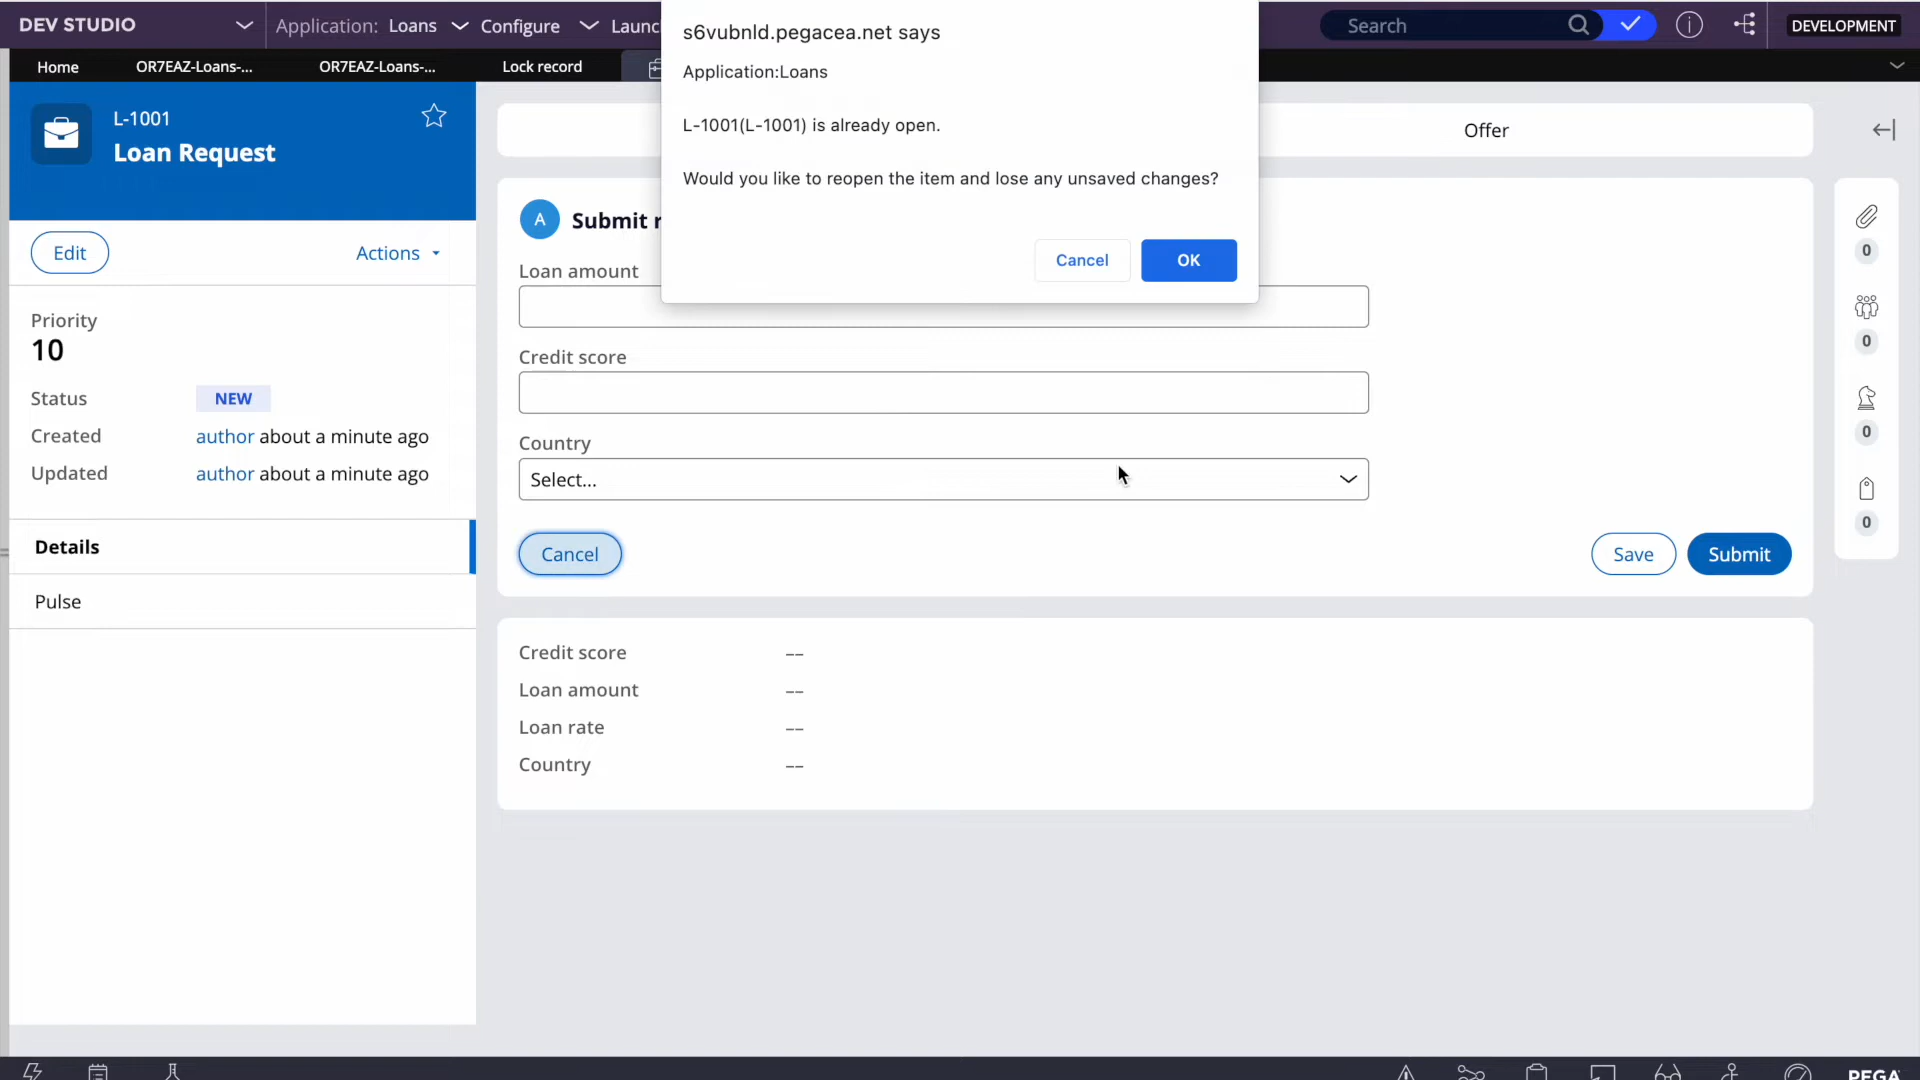 DEV STUDIO
Application: Loans
Configure
Launc
Search
DEVELOPMENT
Home
OR7EAZ-Loans-...
OR7EAZ-Loans-...
Lock record
s6vubnld.pegacea.net says
Application:Loans
L-1001(L-1001) is already open.
Would you like to reopen the item and lose any unsaved changes?
Cancel
OK
L-1001
Loan Request
Edit
Actions
Priority
10
Status
NEW
Created
author about a minute ago
Updated
author about a minute ago
Details
Pulse
Offer
A
Submit r
Loan amount
Credit score
Country
Select...
Cancel
Save
Submit
Credit score
--
Loan amount
--
Loan rate
--
Country
--
0
0
0
0
PEGA